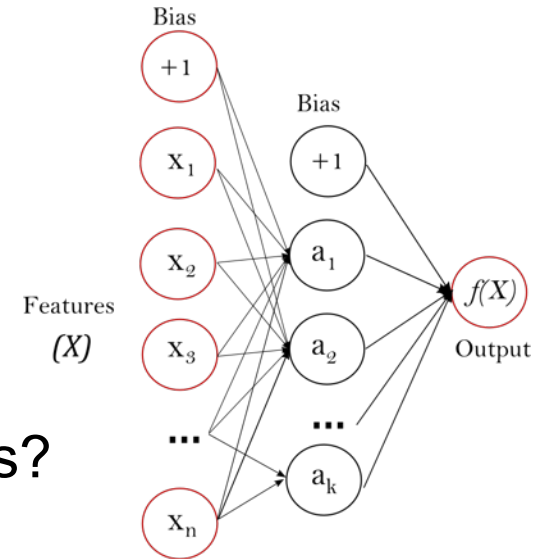 Bias
+1
x1
x2
x3
...
xn
Features
(X)
s?
Bias
+1
a1
a2
...
ak
f(X)
Output